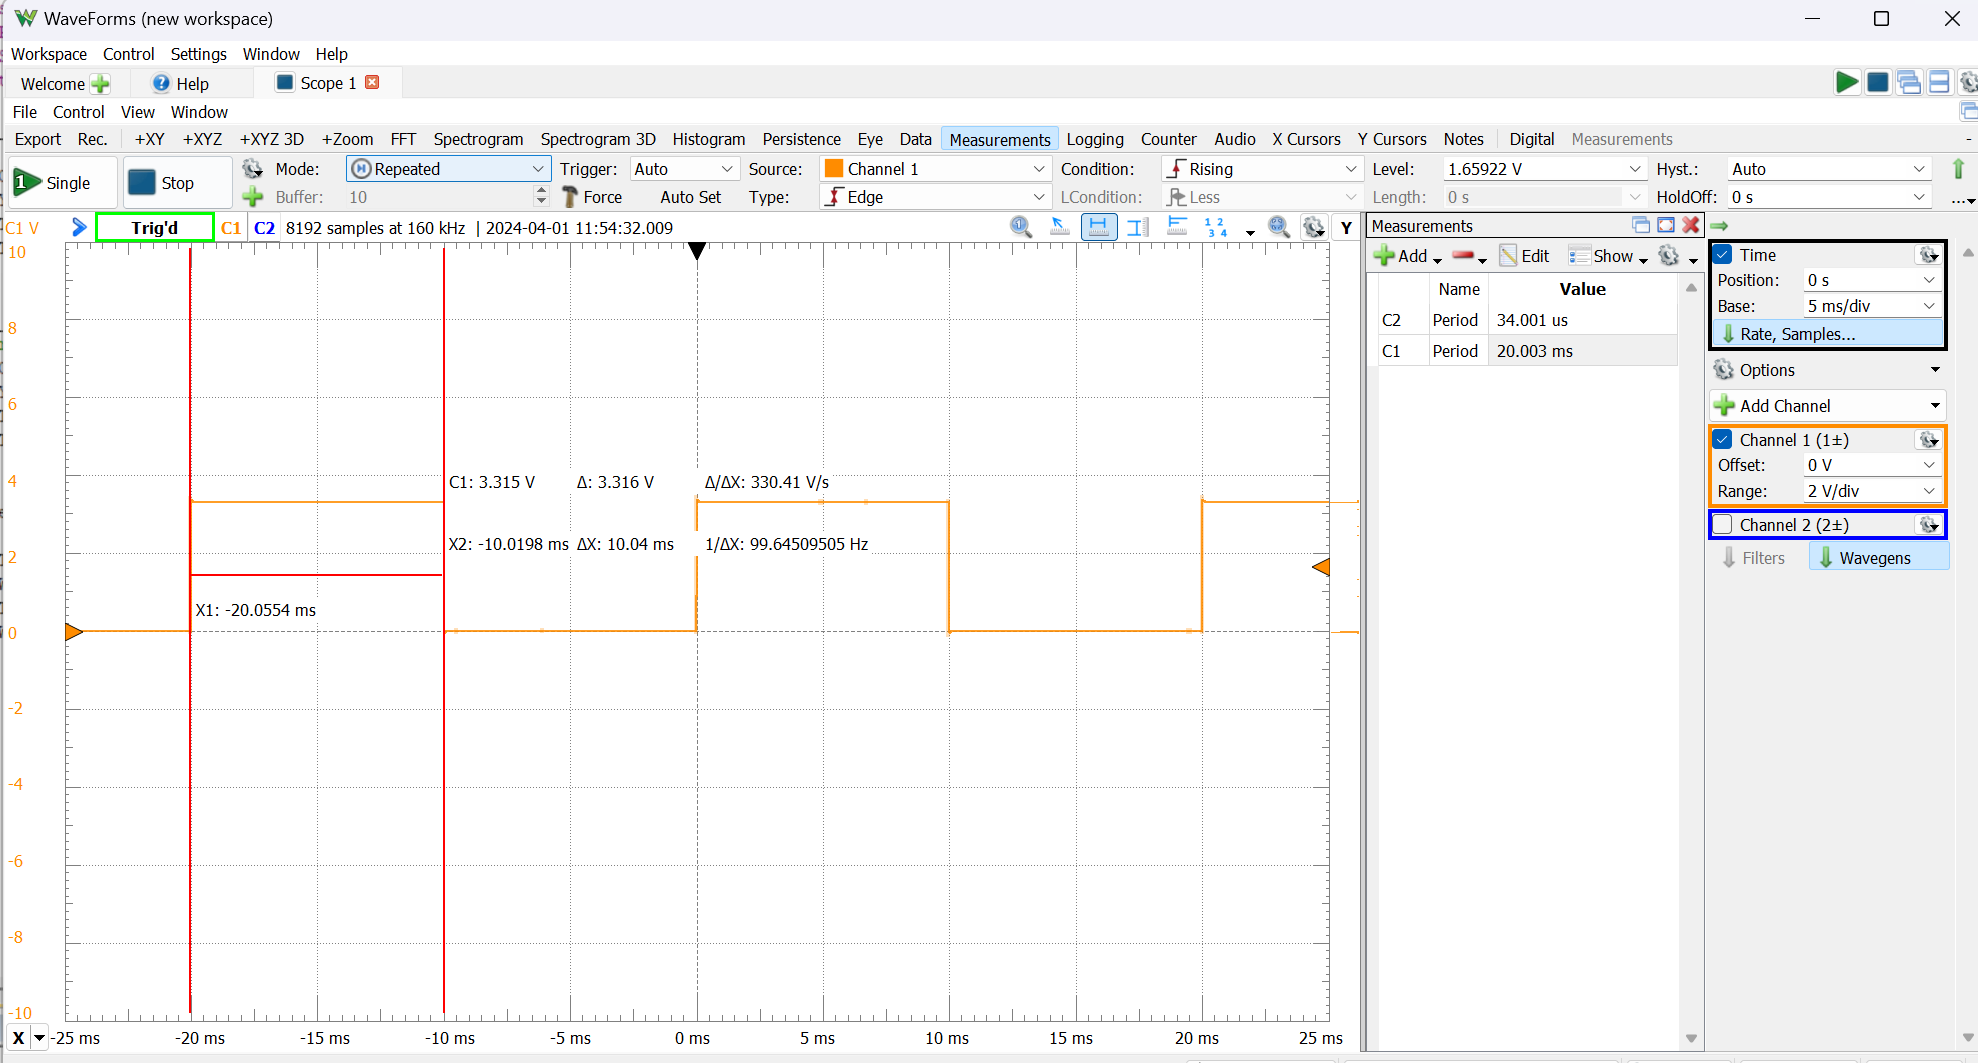 WaveForms (new workspace)
Workspace Control Settings Window Help
Welcome Help Scope 1
File Control View Window
Export Rec. +XY +XYZ +XYZ 3D +Zoom FFT Spectrogram Spectrogram 3D Histogram Persistence Eye Data Measurements Logging Counter Audio X Cursors Y Cursors Notes Digital Measurements
1 Single Stop Mode: Repeated Trigger: Auto Source: Channel 1 Condition: Rising Level: 1.65922 V Hyst.: Auto
Buffer: 10 Force Auto Set Type: Edge LCondition: Less Length: 0 s HoldOff: 0 s ...
C1 V Trig'd C1 C2 8192 samples at 160 kHz | 2024-04-01 11:54:32.009 Y
Measurements
Add Edit Show
Name Value
C2 Period 34.001 us
C1 Period 20.003 ms
Time
Position: 0 s
Base: 5 ms/div
Rate, Samples...
Options
Add Channel
Channel 1 (1±)
Offset: 0 V
Range: 2 V/div
Channel 2 (2±)
Filters Wavegens
10
8
6
4
2
0
-2
-4
-6
-8
-10
C1: 3.315 V Δ: 3.316 V Δ/ΔX: 330.41 V/s
X2: -10.0198 ms ΔX: 10.04 ms 1/ΔX: 99.64509505 Hz
X1: -20.0554 ms
X -25 ms -20 ms -15 ms -10 ms -5 ms 0 ms 5 ms 10 ms 15 ms 20 ms 25 ms